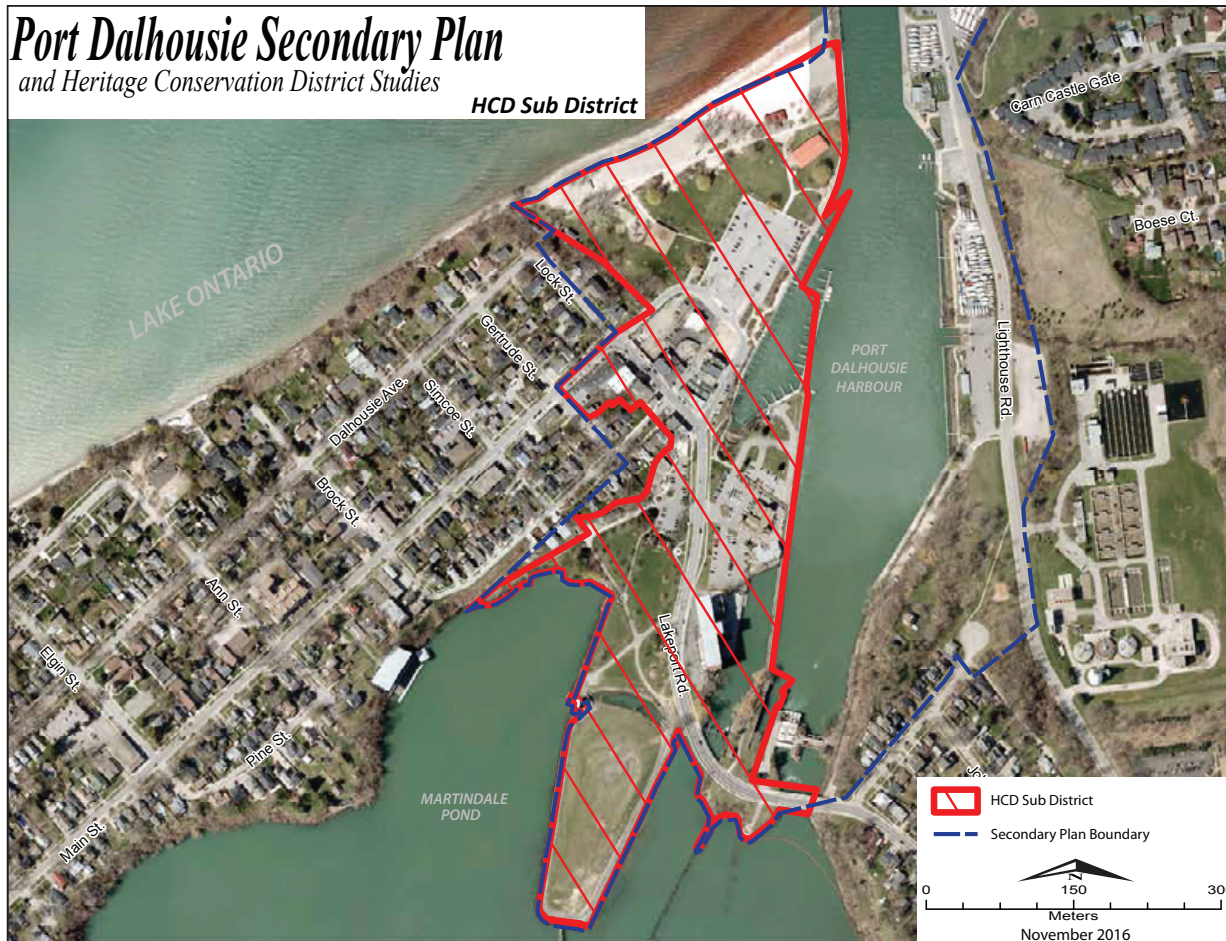 Port Dalhousie Secondary Plan
and Heritage Conservation District Studies
HCD Sub District
Carn Castle Gate
Boese Ct.
LAKE ONTARIO
Lock St.
Gertrude St.
Dalhousie Ave.
Simcoe St.
PORT
DALHOUSIE
HARBOUR
Lighthouse Rd.
Brock St.
Ann St.
Elgin St.
Lakeport Rd.
Pine St.
Main St.
MARTINDALE
POND
HCD Sub District
Secondary Plan Boundary
Z
0 150 30
Meters
November 2016